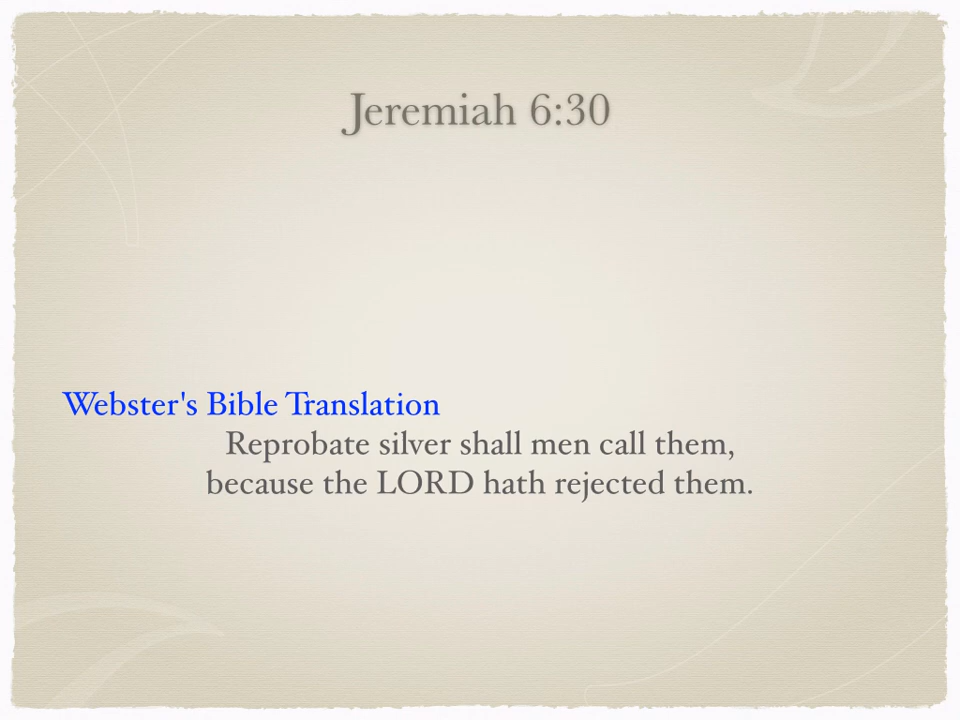 Jeremiah 6:30
Webster's Bible Translation
Reprobate silver shall men call them,
because the LORD hath rejected them.